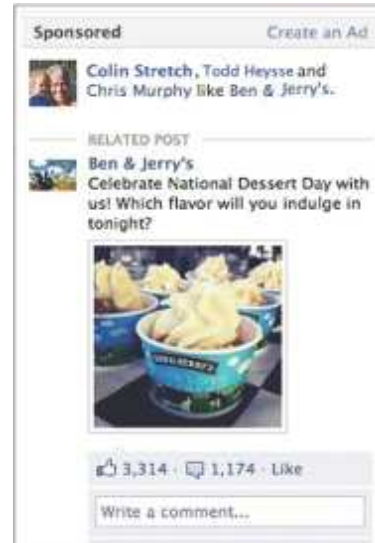 Sponsored Create an Ad
Colin Stretch, Todd Heysse and
Chris Murphy like Ben & Jerry's.
RELATED POST
Ben & Jerry's
Celebrate National Dessert Day with
us! Which flavor will you indulge in
tonight?
BEN & JERRY'S
3,314 · 1,174 · Like
Write a comment...